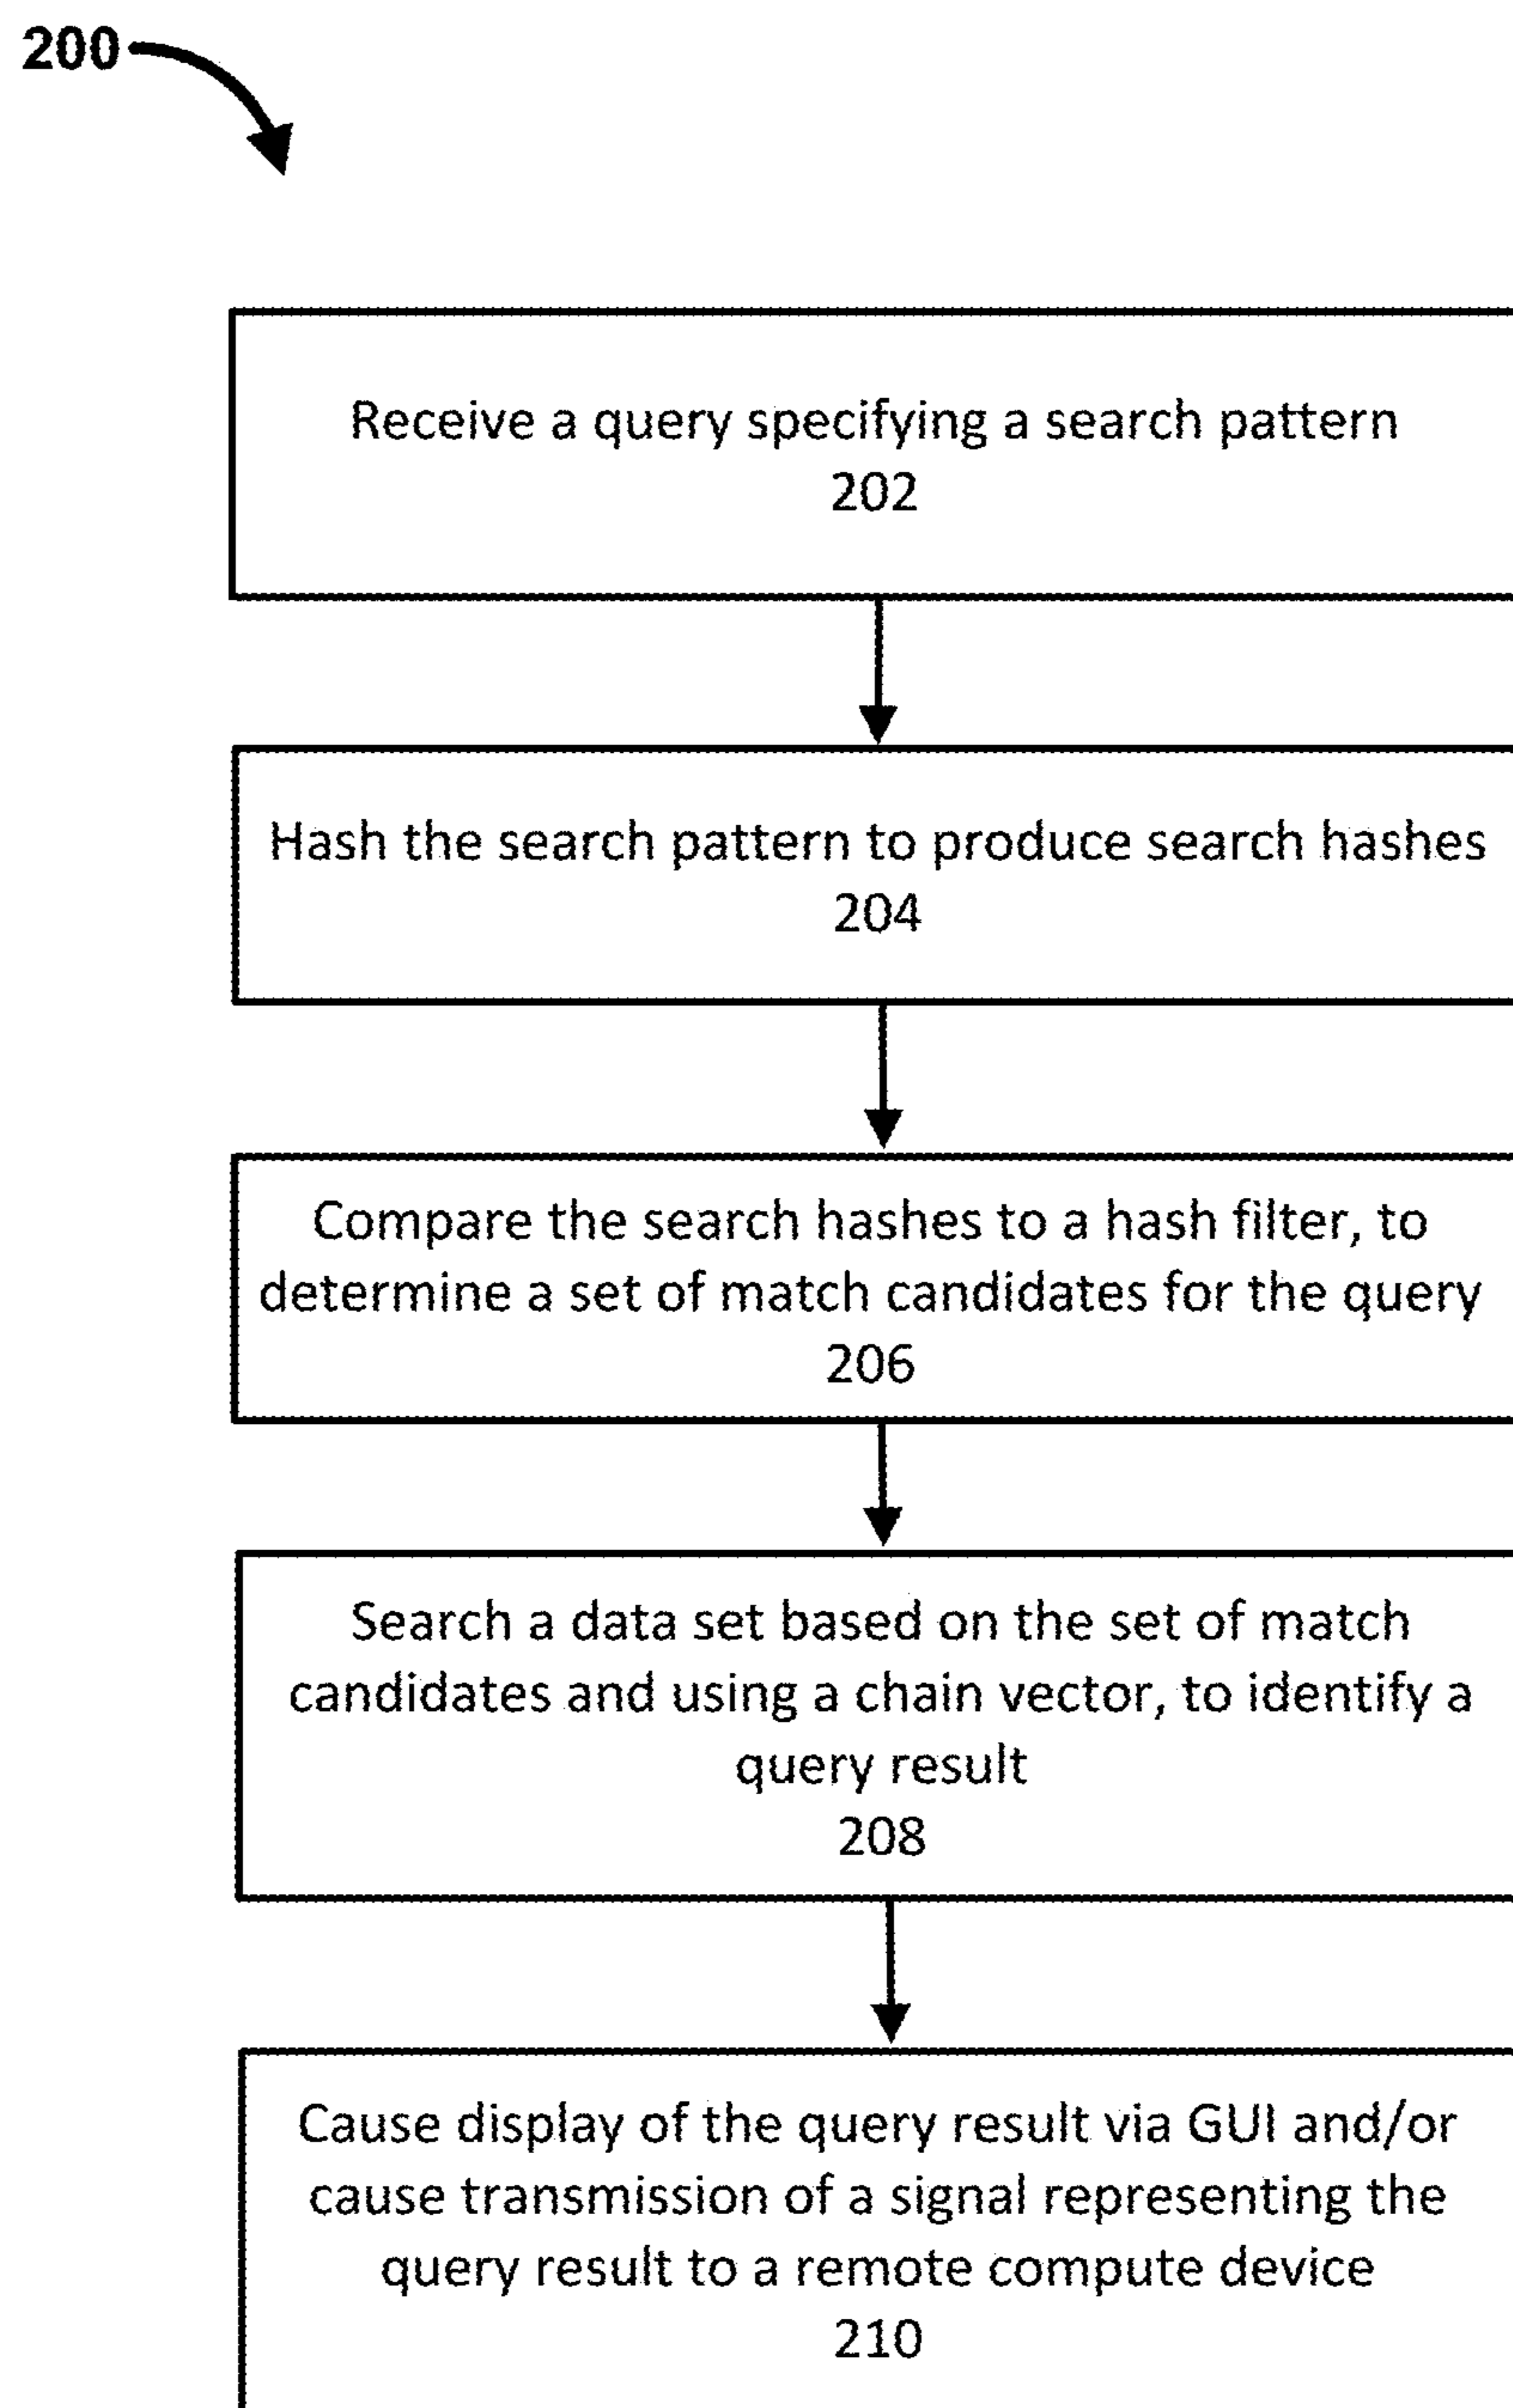 200
Receive a query specifying a search pattern
202
Hash the search pattern to produce search hashes
204
Compare the search hashes to a hash filter, to
determine a set of match candidates for the query
206
Search a data set based on the set of match
candidates and using a chain vector, to identify a
query result
208
Cause display of the query result via GUI and/or
cause transmission of a signal representing the
query result to a remote compute device
210